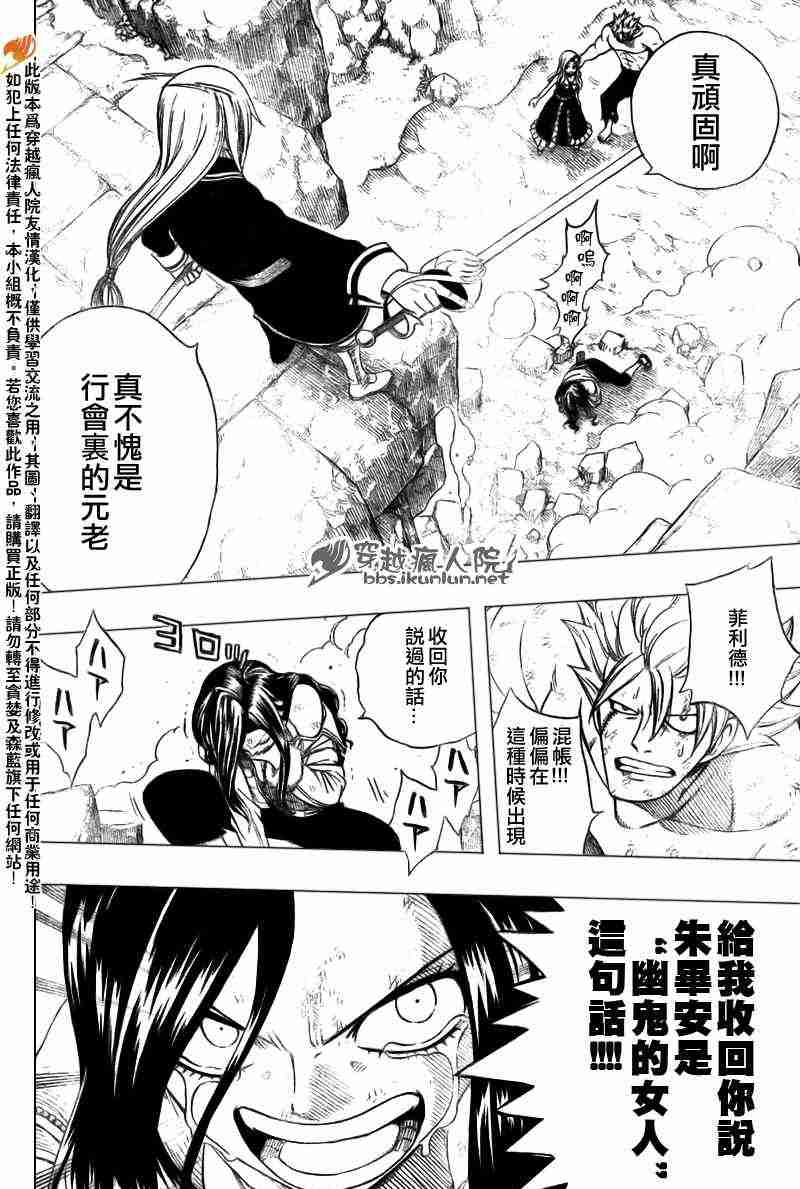 真頑固啊
啊嗚
啊啊啊
真不愧是
行會裏的元老
穿越瘋人院
bbs.ikunlun.net
菲利德!!!
混帳!!!
偏偏在
這種時候出現
收回你
說過的話…
ヨロ…
ハァ
ハァ
ハァ
給我收回你說
朱畢安是
“幽鬼的女人”
這句話!!!!
此版本爲穿越瘋人院友情漢化，僅供學習交流之用，其圖、翻譯以及任何部分不得進行修改或用于任何商業用途！
如犯上任何法律責任，本小組概不負責。若您喜歡此作品，請購買正版！請勿轉至貪婪及森藍旗下任何網站！